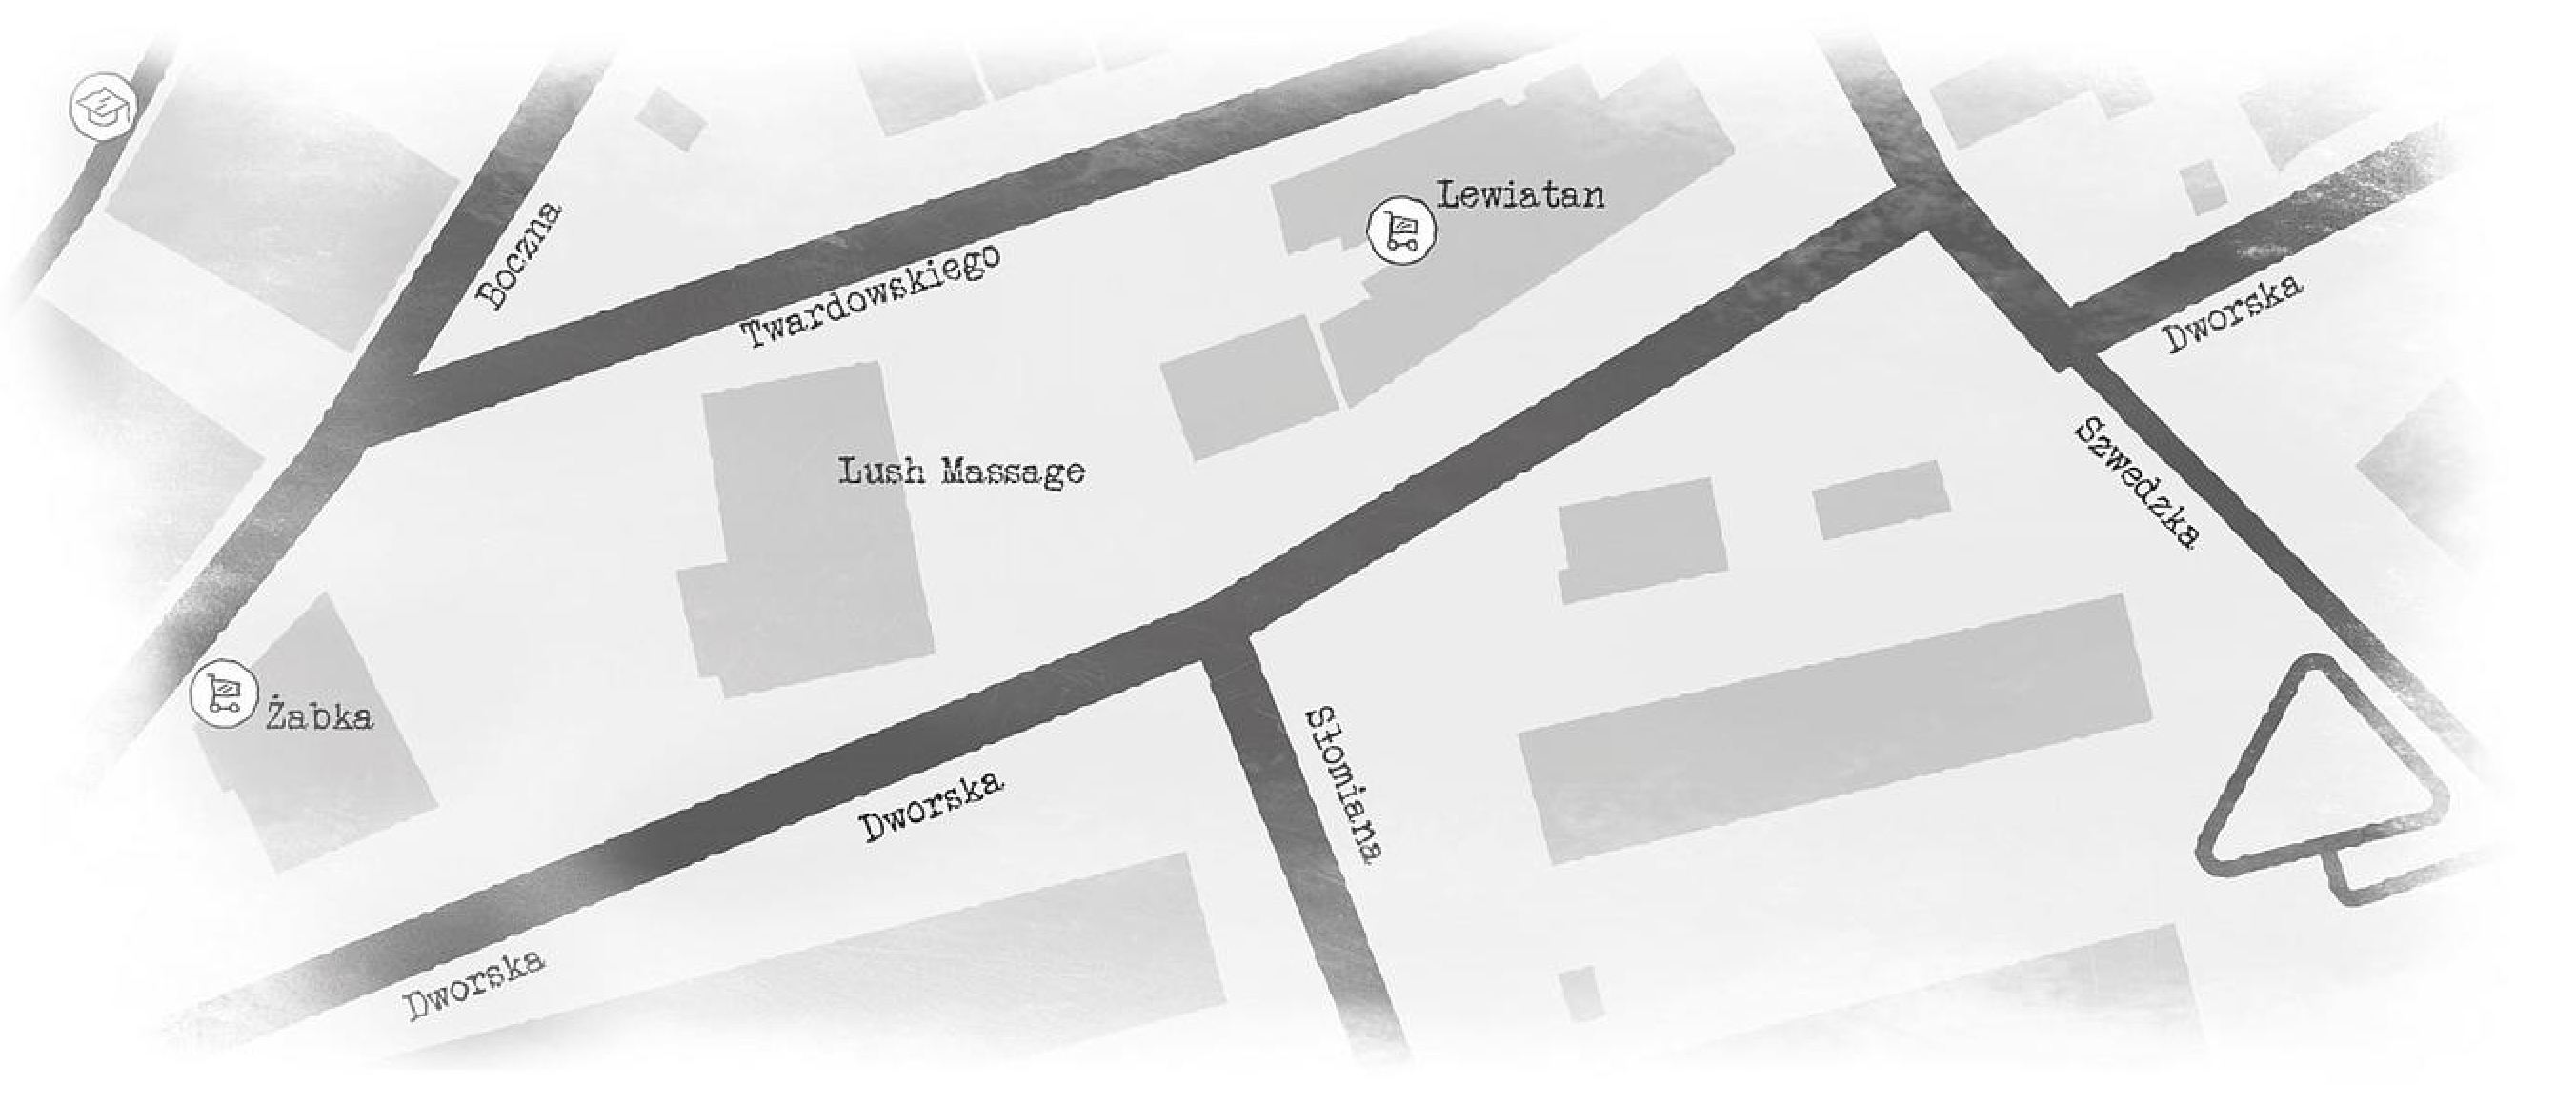 Lewiatan
Boczna
Twardowskiego
Dworska
Lush Massage
Szwedzka
Żabka
Słomiana
Dworska
Dworska